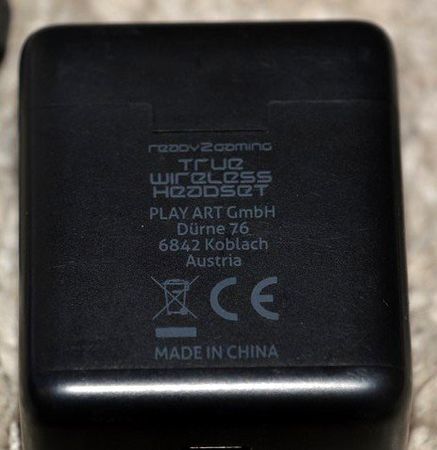 ready2gaming
True
Wireless
Headset
PLAY ART GmbH
Dürne 76
6842 Koblach
Austria
CE
MADE IN CHINA